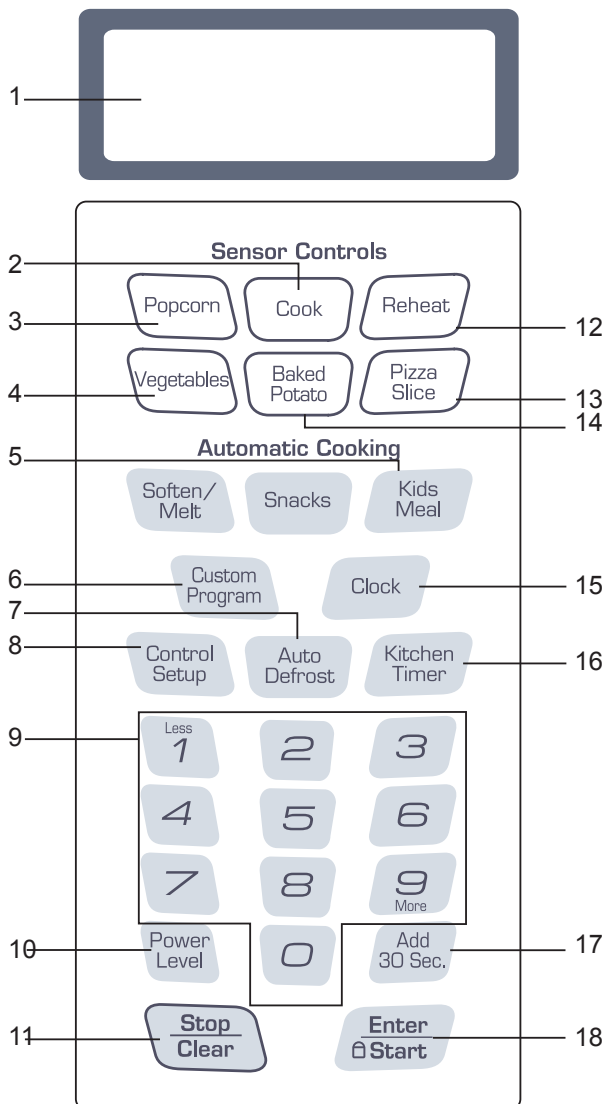 1
Sensor Controls
2
Popcorn
Cook
Reheat
3
12
Vegetables
Baked
Potato
Pizza
Slice
4
13
14
Automatic Cooking
5
Soften/
Melt
Snacks
Kids
Meal
6
Custom
Program
Clock
15
7
8
Control
Setup
Auto
Defrost
Kitchen
Timer
16
9
Less
1
2
3
4
5
6
7
8
9
More
10
Power
Level
0
Add
30 Sec.
17
11
Stop
Clear
Enter
Start
18